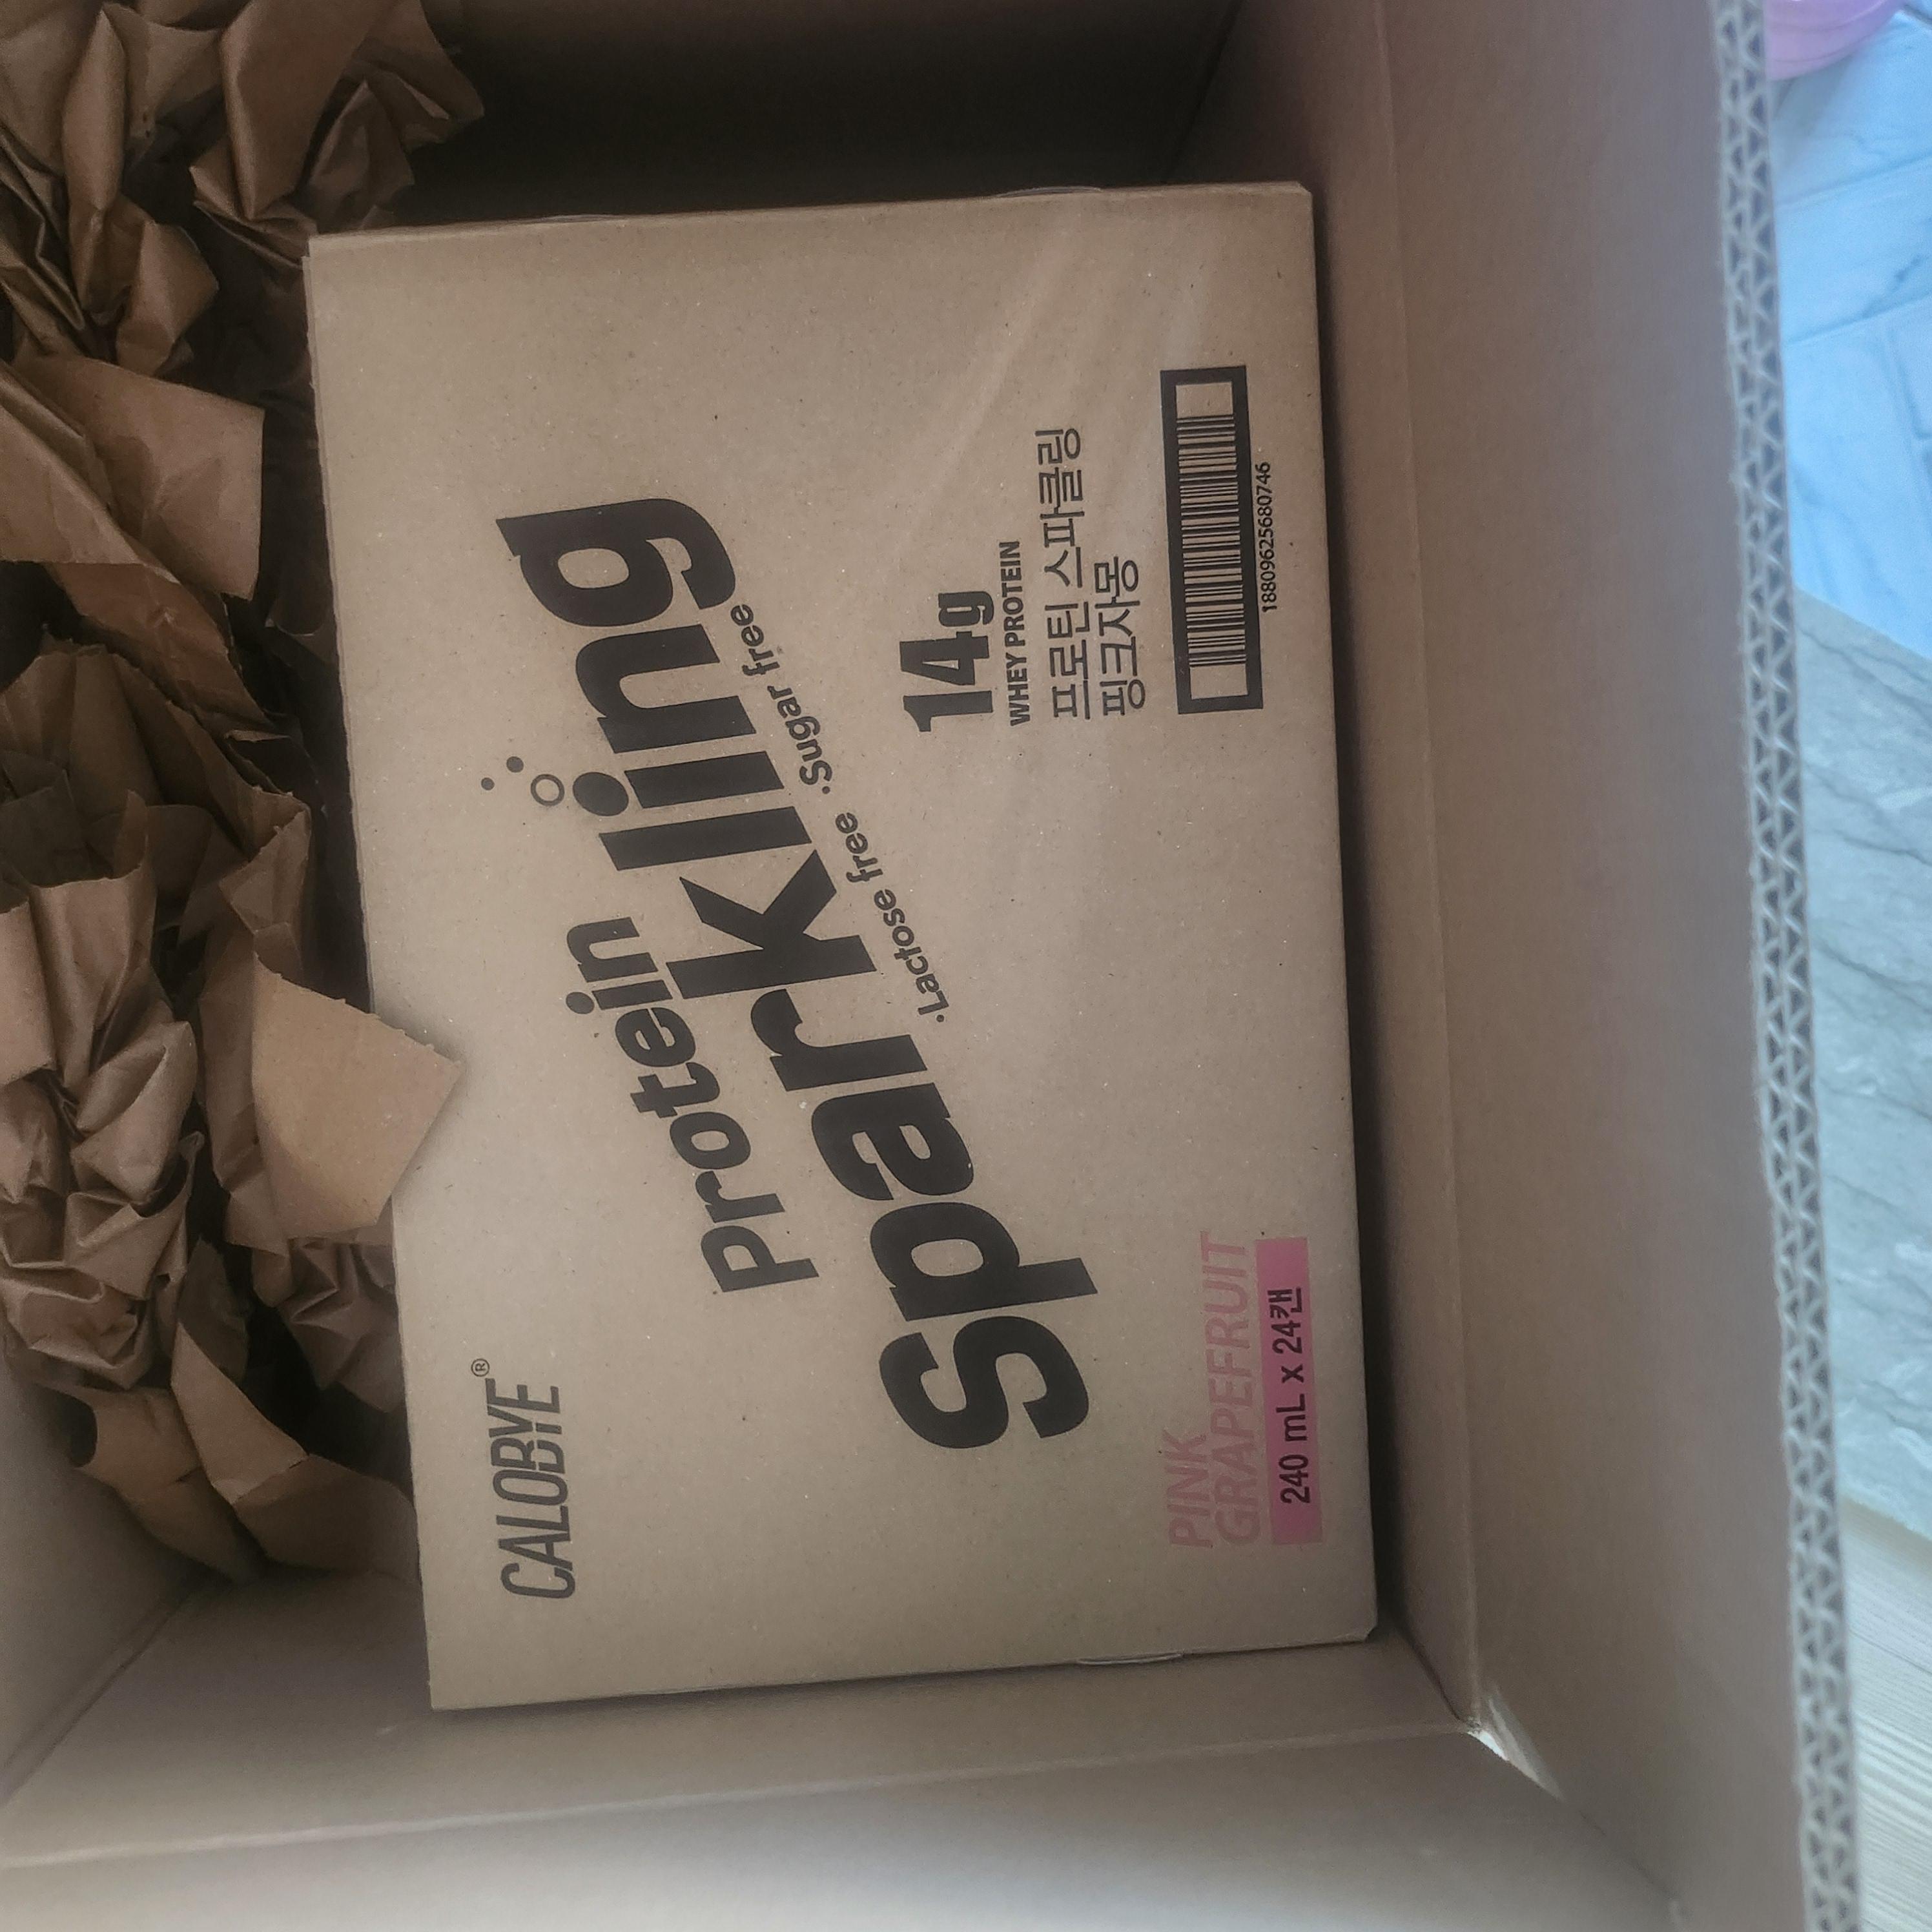 CALOBYE®
Protein
Sparkling
·Lactose free ·Sugar free
14g
WHEY PROTEIN
프로틴 스파클링
핑크자몽
18809625680746
PINK
GRAPEFRUIT
240 mL x 24캔